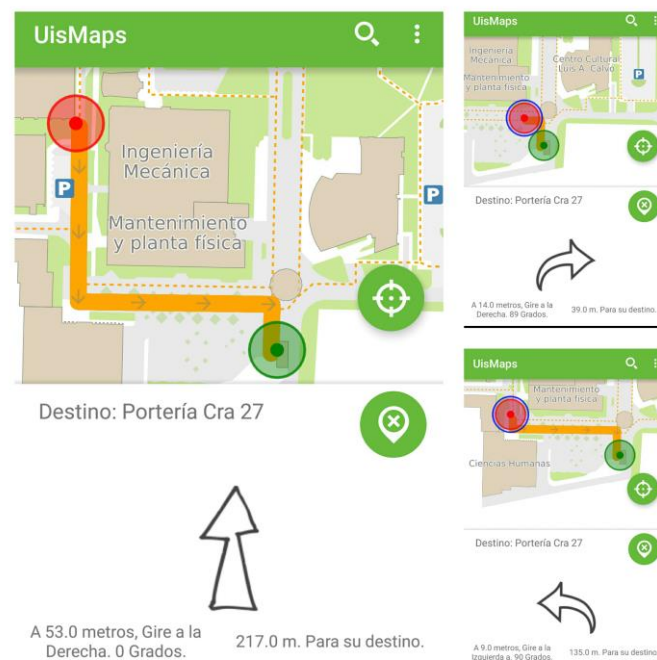 UisMaps
Ingeniería
Mecánica
P
P
Mantenimiento
y planta física
Destino: Portería Cra 27
A 53.0 metros, Gire a la
Derecha. 0 Grados.
217.0 m. Para su destino.
UisMaps
Ingeniería
Mecánica
Centro Cultural
Luis A. Calvo
P
Mantenimiento
y planta física
Destino: Portería Cra 27
A 14.0 metros, Gire a la
Derecha. 89 Grados.
39.0 m. Para su destino.
UisMaps
Mantenimiento
y planta física
Ciencias Humanas
Destino: Portería Cra 27
A 9.0 metros, Gire a la
Izquierda a. 90 Grados.
135.0 m. Para su destino